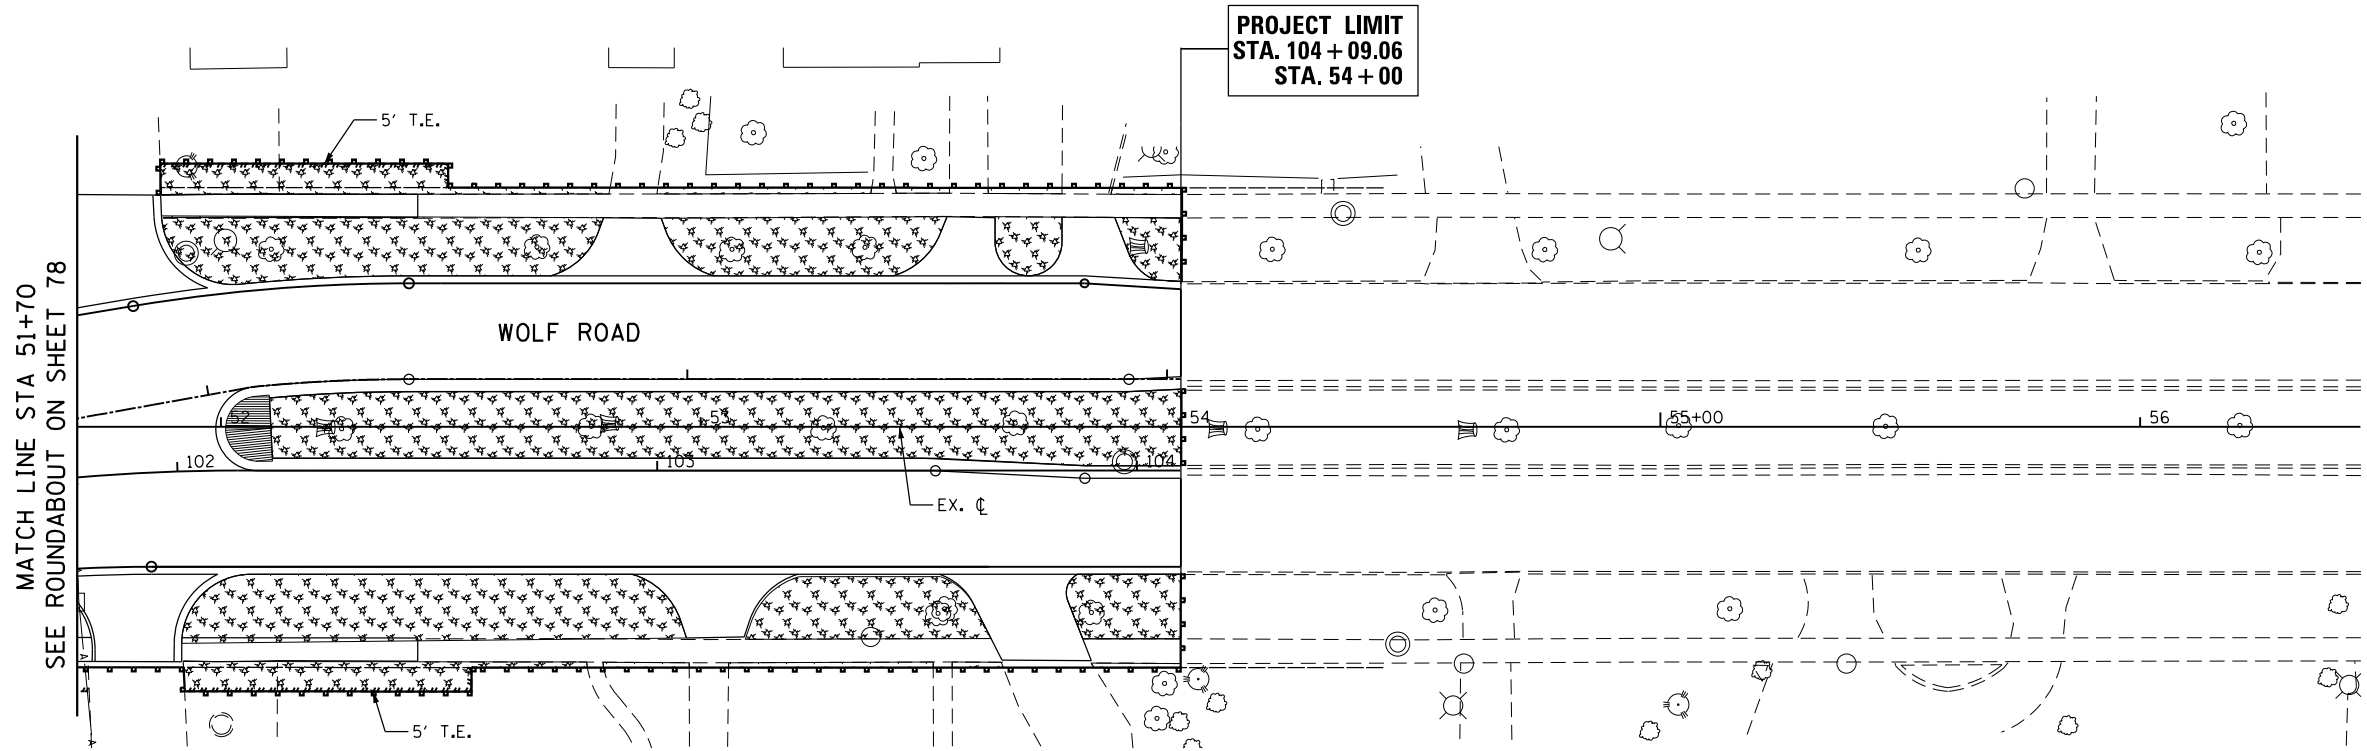 PROJECT LIMIT
STA. 104 + 09.06
STA. 54 + 00
5' T.E.
MATCH LINE STA 51+70
SEE ROUNDABOUT ON SHEET 78
WOLF ROAD
52
53
54
55+00
56
102
103
104
EX. ℄
A
A
5' T.E.